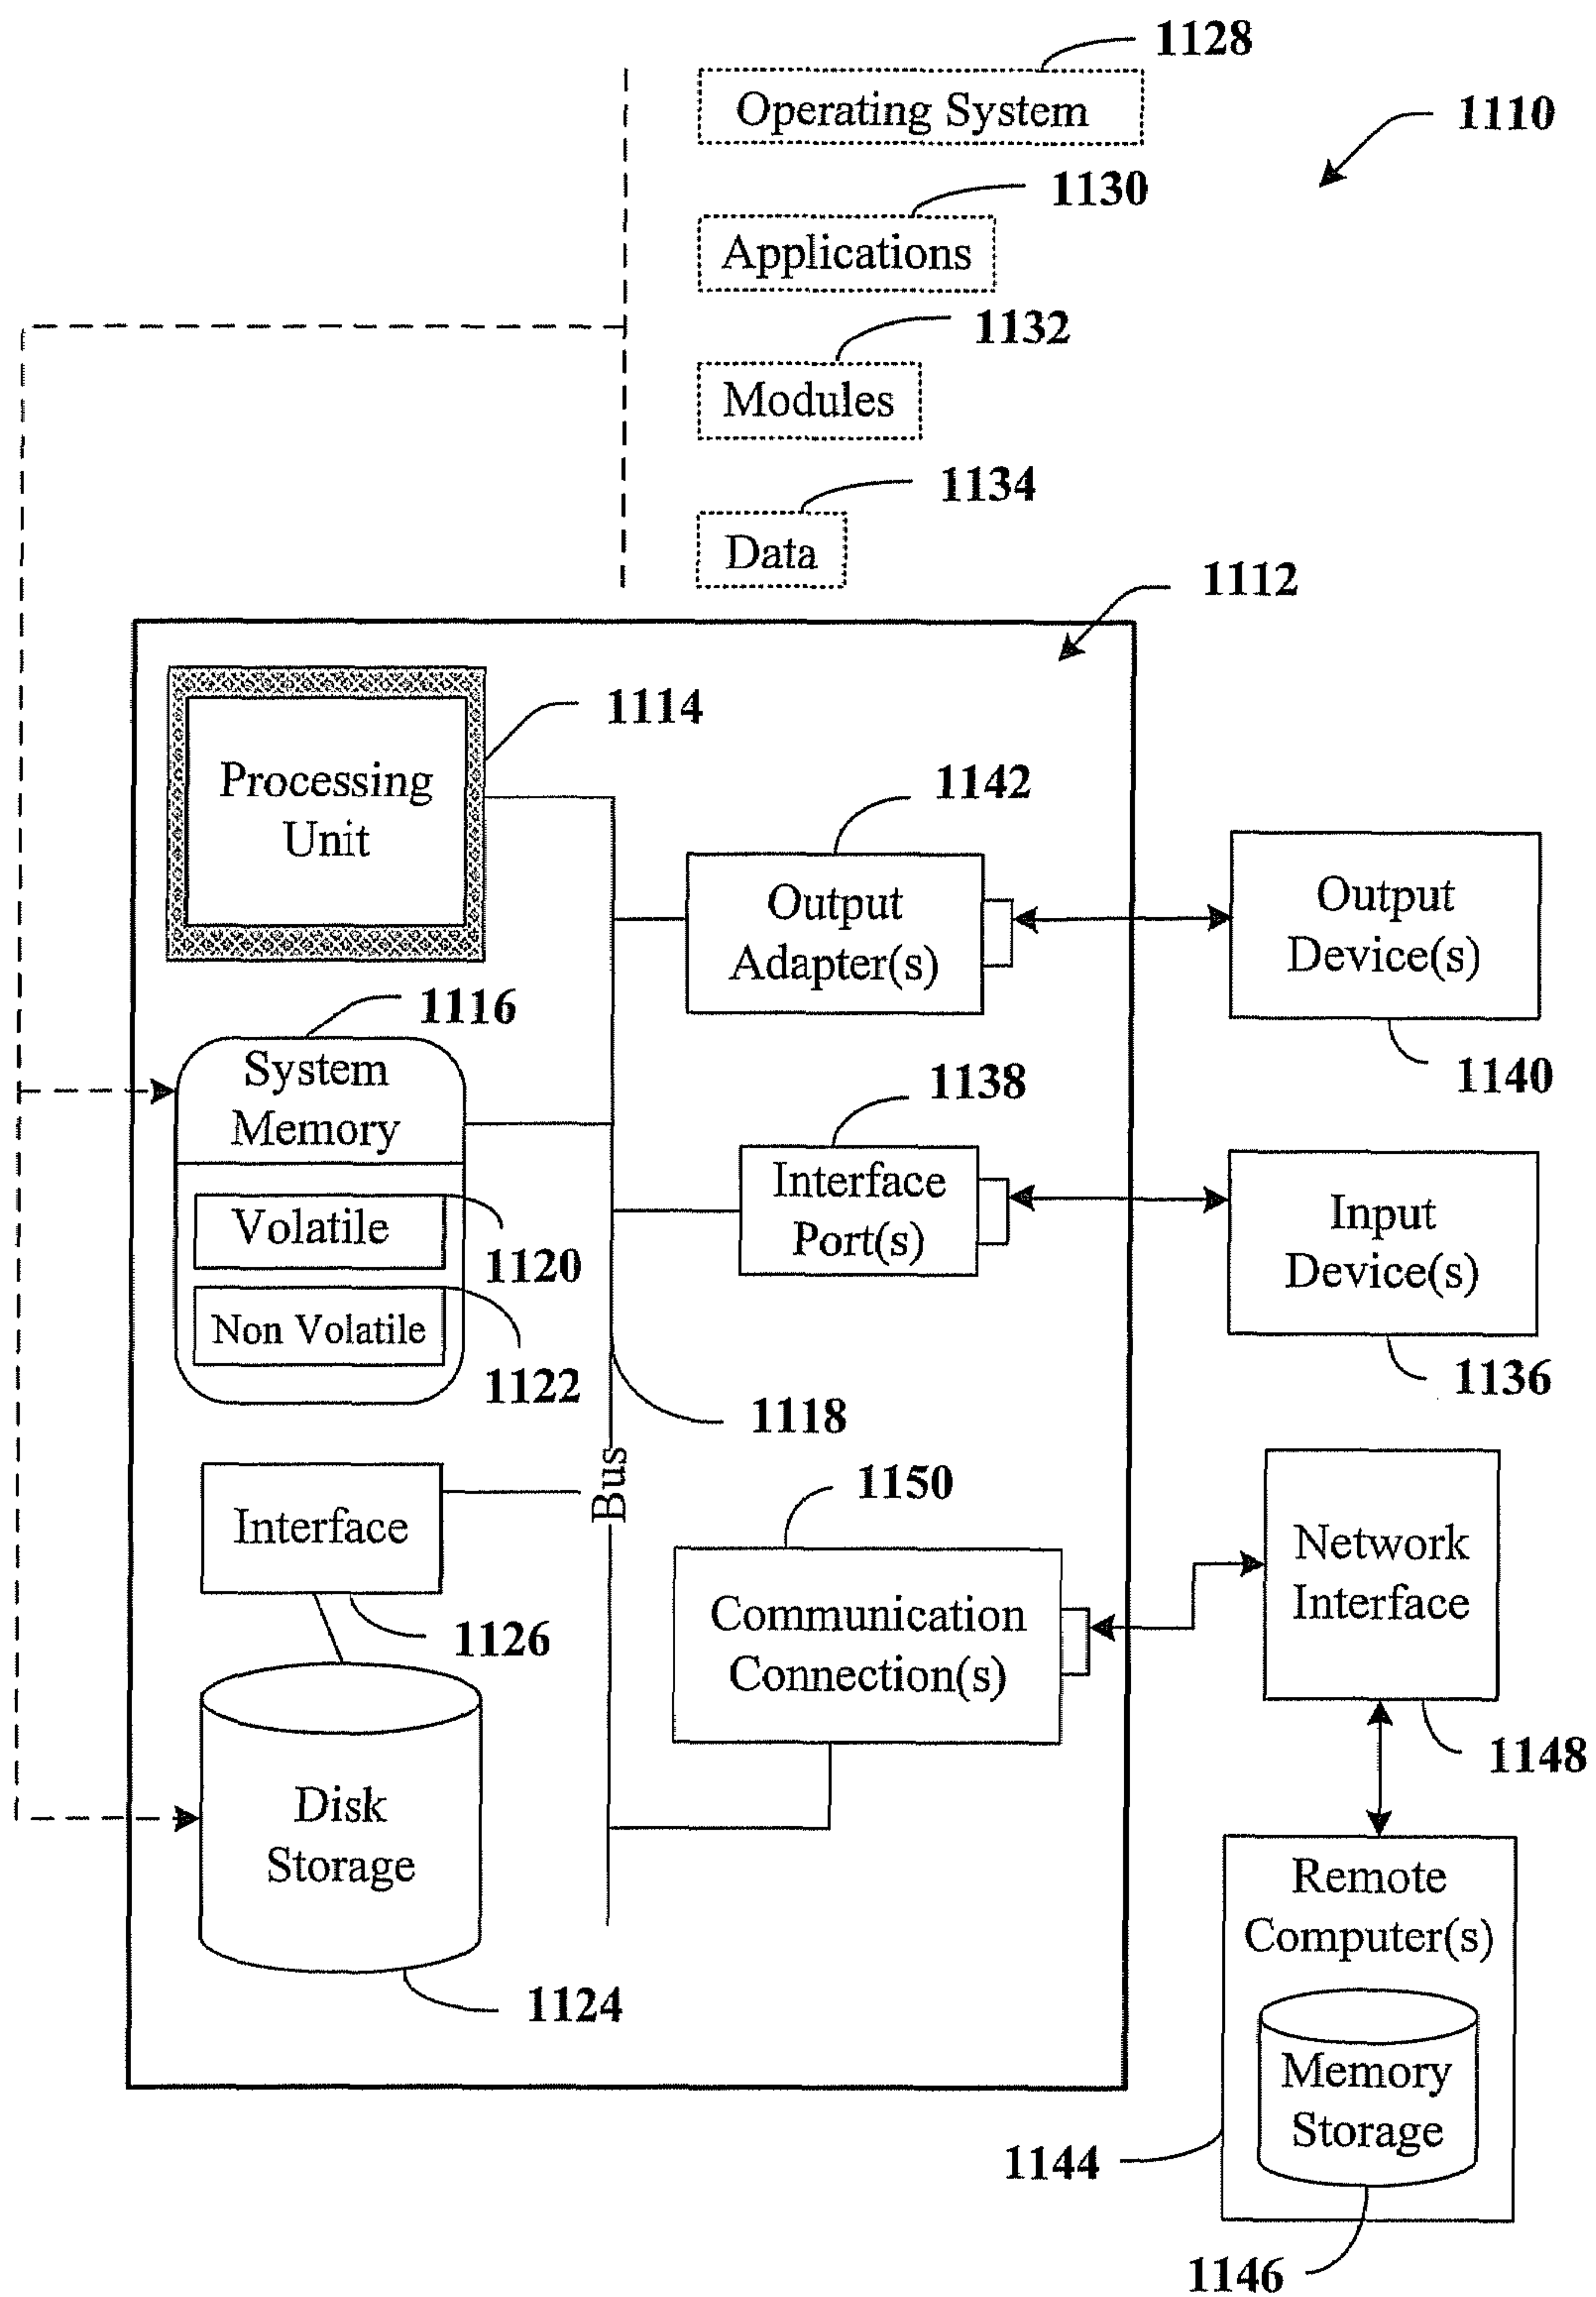 1128
Operating System
1110
1130
Applications
1132
Modules
1134
Data
1112
1114
Processing
Unit
1142
Output
Adapter(s)
Output
Device(s)
1140
1116
System
Memory
1138
Interface
Port(s)
Input
Device(s)
1136
Volatile
1120
Non Volatile
1122
1118
Bus
1150
Interface
1126
Communication
Connection(s)
Network
Interface
1148
Disk
Storage
1124
Remote
Computer(s)
Memory
Storage
1144
1146